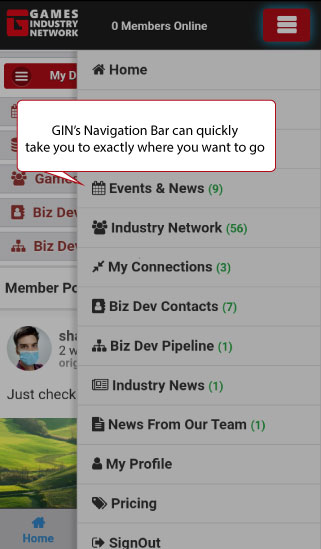 GAMES
INDUSTRY
NETWORK
0 Members Online
Home
My D
GIN's Navigation Bar can quickly
take you to exactly where you want to go
Events & News (9)
Game
Industry Network (56)
My Connections (3)
Biz Dev
Biz Dev Contacts (7)
Biz Dev
Biz Dev Pipeline (1)
Member Po
Industry News (1)
sha
2 w
orig
News From Our Team (1)
Just check
My Profile
Pricing
Home
SignOut